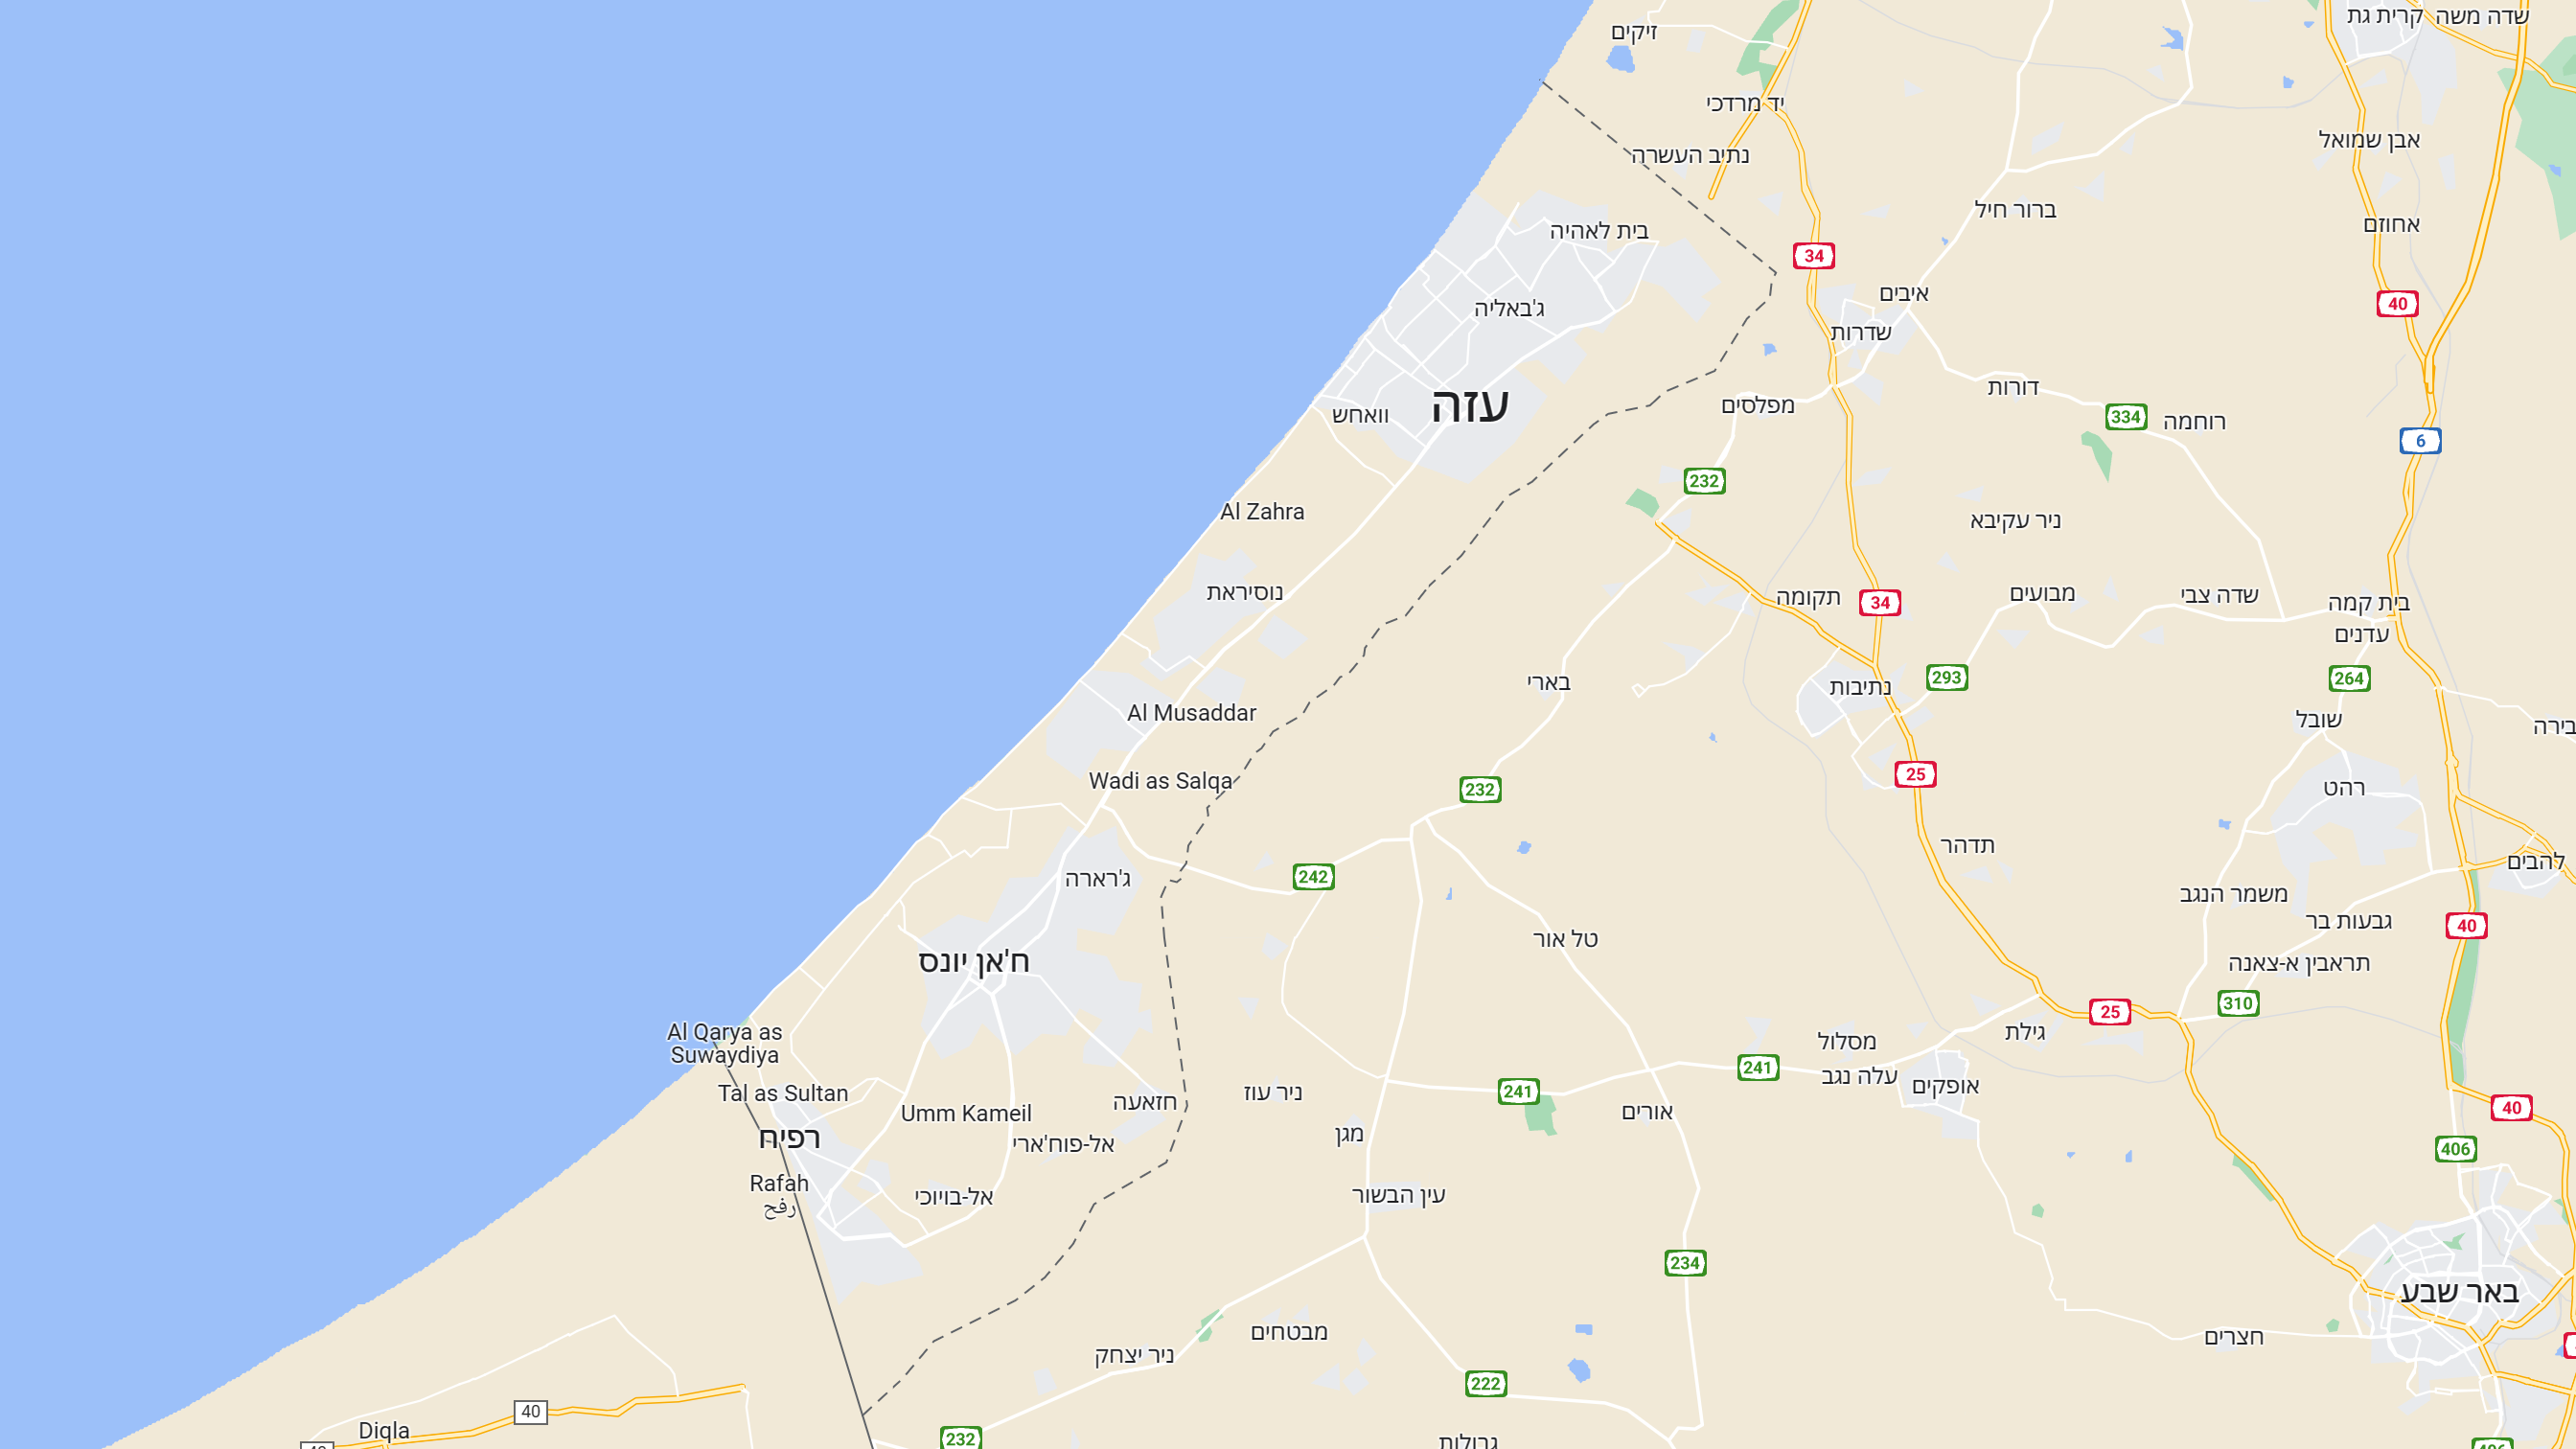 זיקים
קרית גת
שדה משה
יד מרדכי
אבן שמואל
נתיב העשרה
ברור חיל
אחוזם
בית לאהיה
34
איבים
40
ג'באליה
שדרות
דורות
מפלסים
עזה
וואחש
334
רוחמה
6
232
Al Zahra
ניר עקיבא
נוסיראת
תקומה
34
מבועים
שדה צבי
בית קמה
עדנים
בארי
נתיבות
293
264
Al Musaddar
שובל
בירה
Wadi as Salqa
232
25
רהט
תדהר
להבים
ג'רארה
242
משמר הנגב
גבעות בר
40
טל אור
ח'אן יונס
תראבין א-צאנה
310
25
Al Qarya as
Suwaydiya
גילת
מסלול
241
עלה נגב
אופקים
Tal as Sultan
Umm Kameil
חזאעה
ניר עוז
241
אורים
40
רפיח
אל-פוח'ארי
מגן
406
Rafah
رفح
אל-בויוכי
עין הבשור
234
באר שבע
מבטחים
חצרים
ניר יצחק
222
40
Diqla
232
גבולות